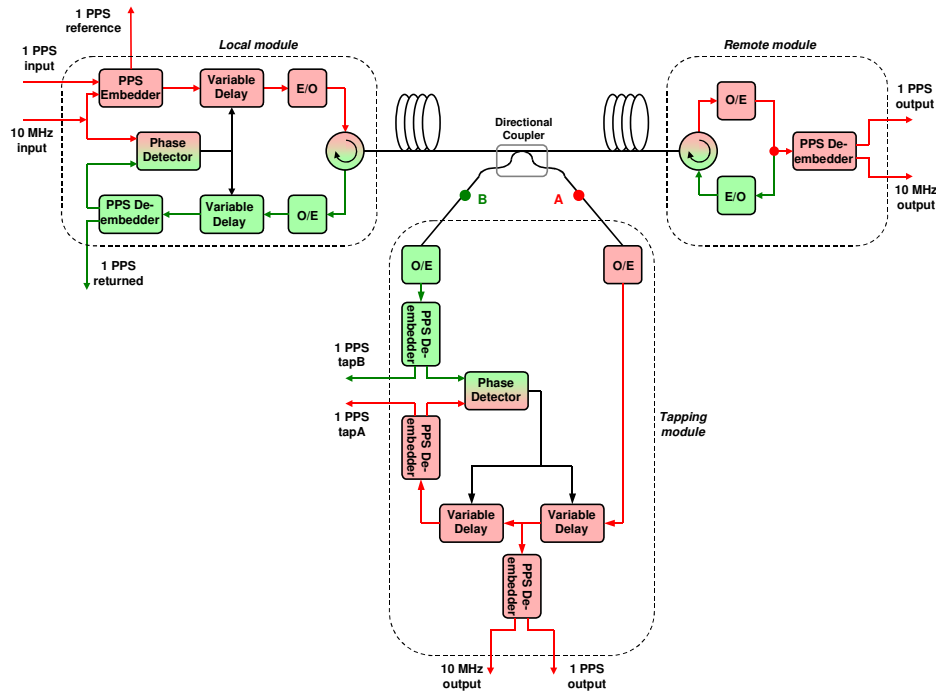 1 PPS
reference
Local module
Remote module
1 PPS
input
PPS
Embedder
Variable
Delay
E/O
10 MHz
input
Phase
Detector
PPS De-
embedder
Variable
Delay
O/E
1 PPS
returned
Directional
Coupler
B
A
O/E
E/O
PPS De-
embedder
1 PPS
output
10 MHz
output
O/E
O/E
PPS De-
embedder
1 PPS
tapB
Phase
Detector
1 PPS
tapA
PPS De-
embedder
Tapping
module
Variable
Delay
Variable
Delay
PPS De-
embedder
10 MHz
output
1 PPS
output